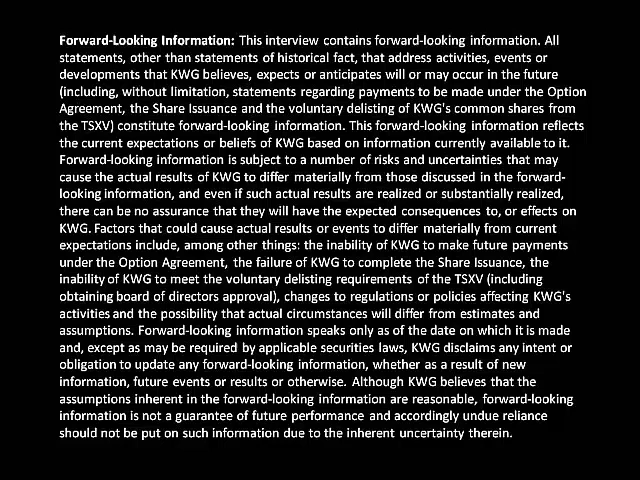 Forward-Looking Information: This interview contains forward-looking information. All
statements, other than statements of historical fact, that address activities, events or
developments that KWG believes, expects or anticipates will or may occur in the future
(including, without limitation, statements regarding payments to be made under the Option
Agreement, the Share Issuance and the voluntary delisting of KWG's common shares from
the TSXV) constitute forward-looking information. This forward-looking information reflects
the current expectations or beliefs of KWG based on information currently available to it.
Forward-looking information is subject to a number of risks and uncertainties that may
cause the actual results of KWG to differ materially from those discussed in the forward-
looking information, and even if such actual results are realized or substantially realized,
there can be no assurance that they will have the expected consequences to, or effects on
KWG. Factors that could cause actual results or events to differ materially from current
expectations include, among other things: the inability of KWG to make future payments
under the Option Agreement, the failure of KWG to complete the Share Issuance, the
inability of KWG to meet the voluntary delisting requirements of the TSXV (including
obtaining board of directors approval), changes to regulations or policies affecting KWG's
activities and the possibility that actual circumstances will differ from estimates and
assumptions. Forward-looking information speaks only as of the date on which it is made
and, except as may be required by applicable securities laws, KWG disclaims any intent or
obligation to update any forward-looking information, whether as a result of new
information, future events or results or otherwise. Although KWG believes that the
assumptions inherent in the forward-looking information are reasonable, forward-looking
information is not a guarantee of future performance and accordingly undue reliance
should not be put on such information due to the inherent uncertainty therein.